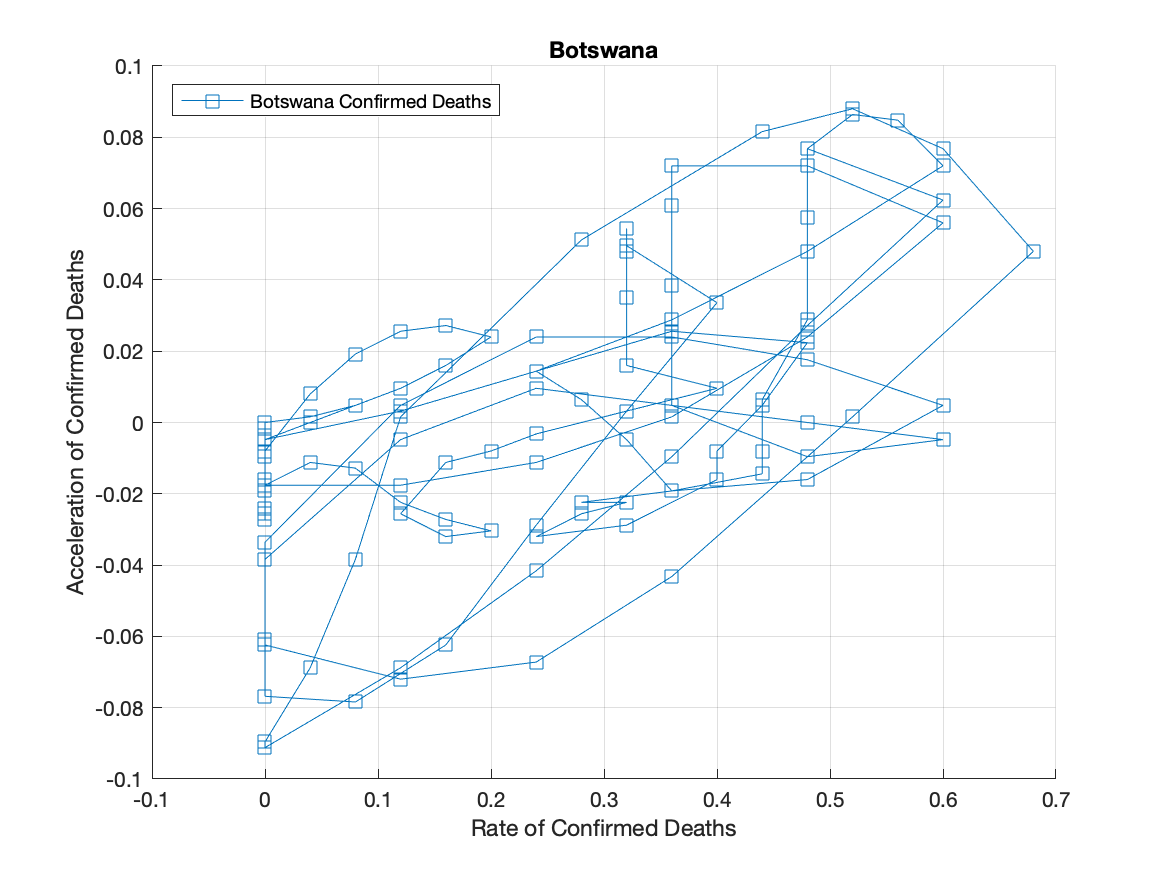 Botswana
Botswana Confirmed Deaths
Acceleration of Confirmed Deaths
0.1
0.08
0.06
0.04
0.02
0
-0.02
-0.04
-0.06
-0.08
-0.1
-0.1 0 0.1 0.2 0.3 0.4 0.5 0.6 0.7
Rate of Confirmed Deaths